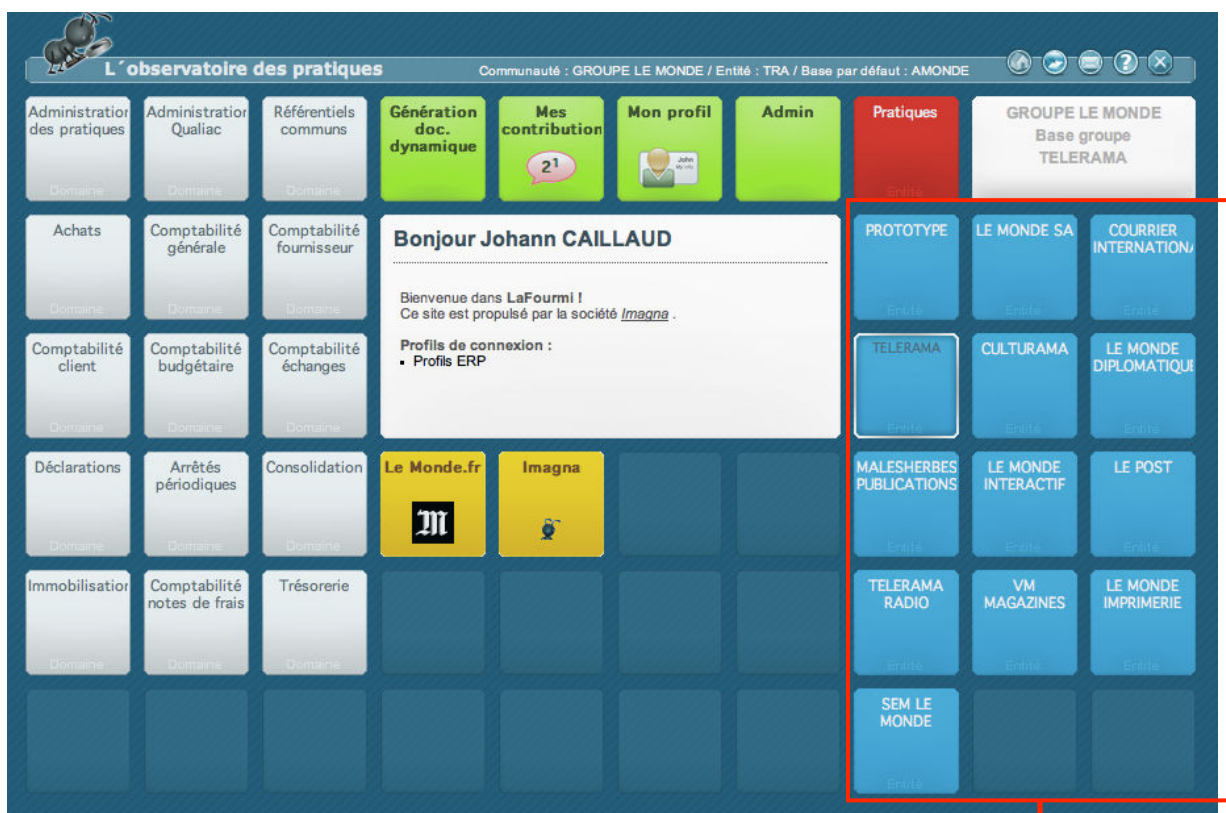 L´observatoire des pratiques
Communauté : GROUPE LE MONDE / Entité : TRA / Base par défaut : AMONDE
Administration
des pratiques
Domaine
Administration
Qualiac
Domaine
Référentiels
communs
Domaine
Génération
doc.
dynamique
Mes
contribution
2¹
Mon profil
John
Admin
Pratiques
Entité
GROUPE LE MONDE
Base groupe
TELERAMA
Achats
Domaine
Comptabilité
générale
Domaine
Comptabilité
fournisseur
Domaine
Bonjour Johann CAILLAUD
Bienvenue dans LaFourmi !
Ce site est propulsé par la société Imagna .
Profils de connexion :
Profils ERP
PROTOTYPE
Entité
LE MONDE SA
Entité
COURRIER
INTERNATION
Entité
Comptabilité
client
Domaine
Comptabilité
budgétaire
Domaine
Comptabilité
échanges
Domaine
TELERAMA
Entité
CULTURAMA
Entité
LE MONDE
DIPLOMATIQUE
Entité
Déclarations
Domaine
Arrêtés
périodiques
Domaine
Consolidation
Domaine
Le Monde.fr
M
Imagna
MALESHERBES
PUBLICATIONS
Entité
LE MONDE
INTERACTIF
Entité
LE POST
Entité
Immobilisation
Domaine
Comptabilité
notes de frais
Domaine
Trésorerie
Domaine
TELERAMA
RADIO
Entité
VM
MAGAZINES
Entité
LE MONDE
IMPRIMERIE
Entité
SEM LE
MONDE
Entité